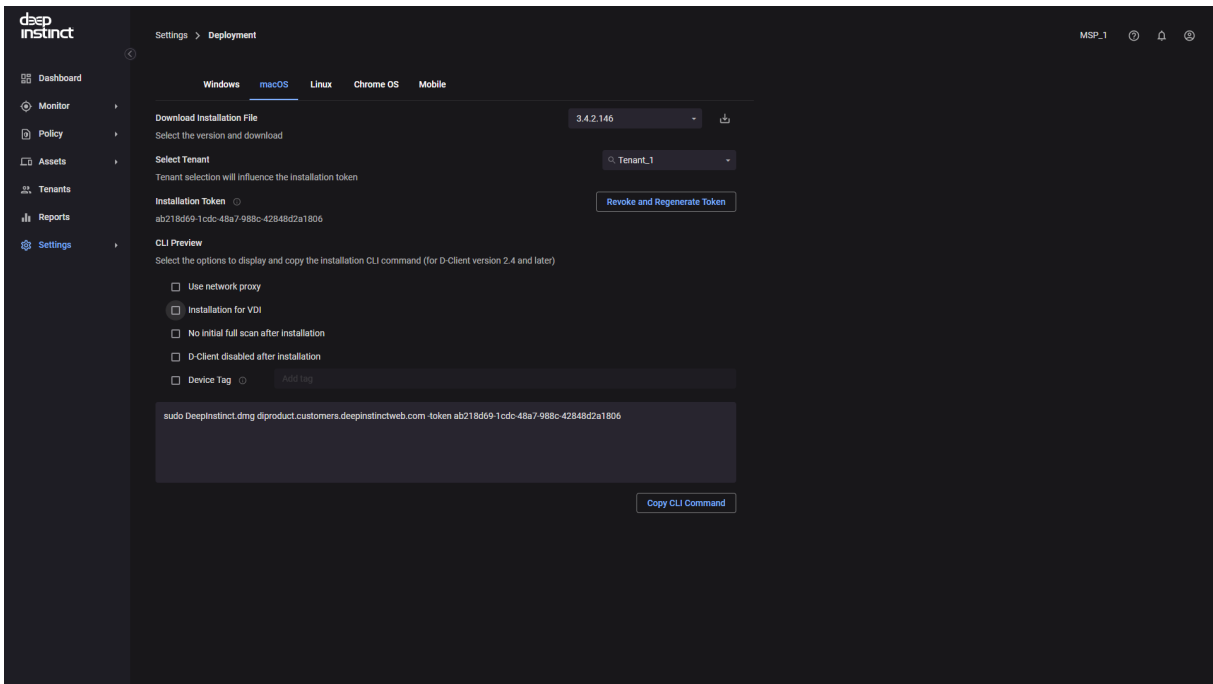 deep
instinct
Settings > Deployment
MSP_1
Dashboard
Monitor
Policy
Assets
Tenants
Reports
Settings
Windows macOS Linux Chrome OS Mobile
Download Installation File
3.4.2.146
Select the version and download
Select Tenant
Tenant_1
Tenant selection will influence the installation token
Installation Token
Revoke and Regenerate Token
ab218d69-1cdc-48a7-988c-42848d2a1806
CLI Preview
Select the options to display and copy the installation CLI command (for D-Client version 2.4 and later)
Use network proxy
Installation for VDI
No initial full scan after installation
D-Client disabled after installation
Device Tag Add tag
sudo DeepInstinct.dmg diproduct.customers.deepinstinctweb.com -token ab218d69-1cdc-48a7-988c-42848d2a1806
Copy CLI Command